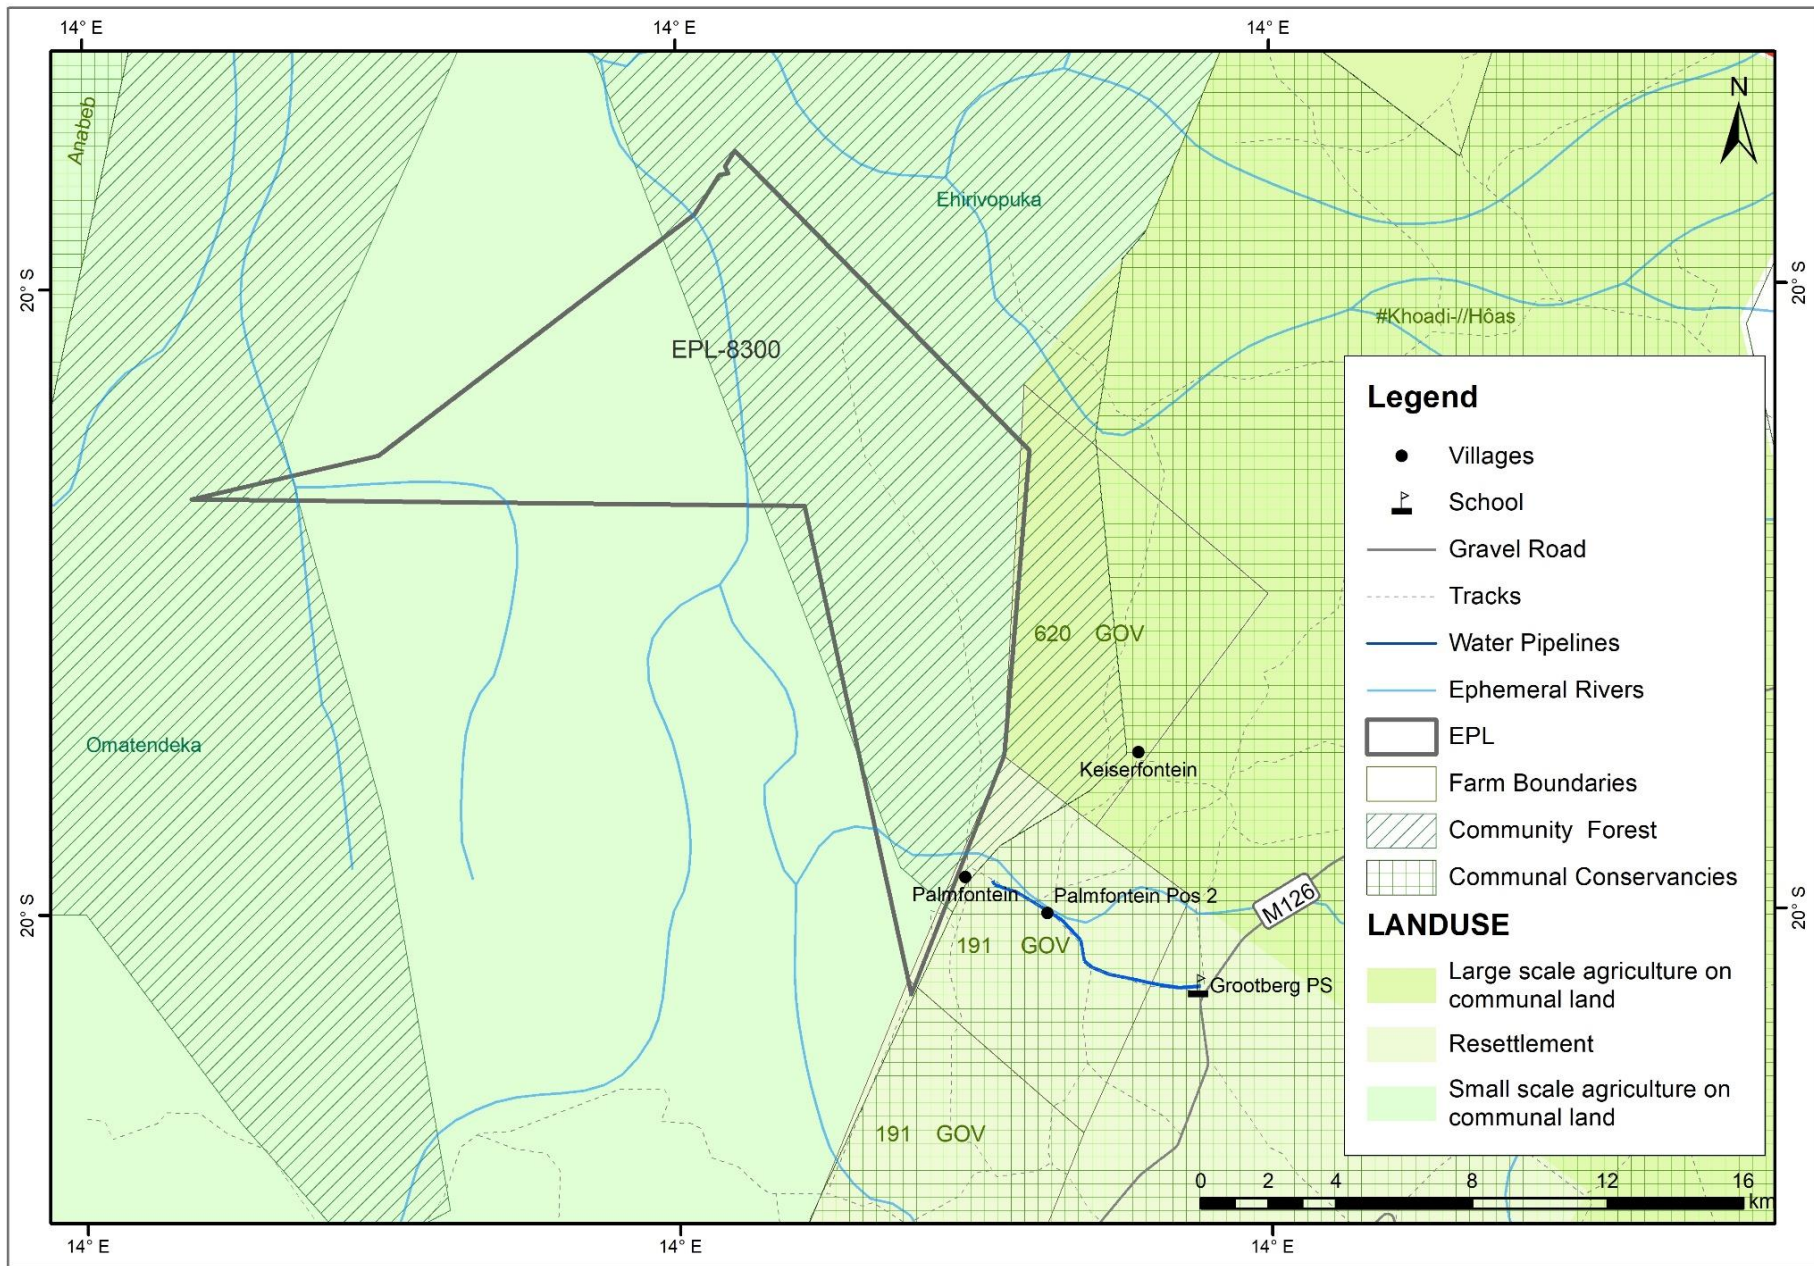 14° E 14° E 14° E
Anabeb
N
Ehirivopuka
20° S 20° S
#Khoadi-//Hôas
EPL-8300
Legend
Villages
School
Gravel Road
Tracks
Water Pipelines
Ephemeral Rivers
EPL
Farm Boundaries
Community Forest
Communal Conservancies
LANDUSE
Large scale agriculture on
communal land
Resettlement
Small scale agriculture on
communal land
620 GOV
Omatendeka
Keiserfontein
Palmfontein
Palmfontein Pos 2
M126
20° S 20° S
191 GOV
Grootberg PS
191 GOV
0 2 4 8 12 16
km
14° E 14° E 14° E